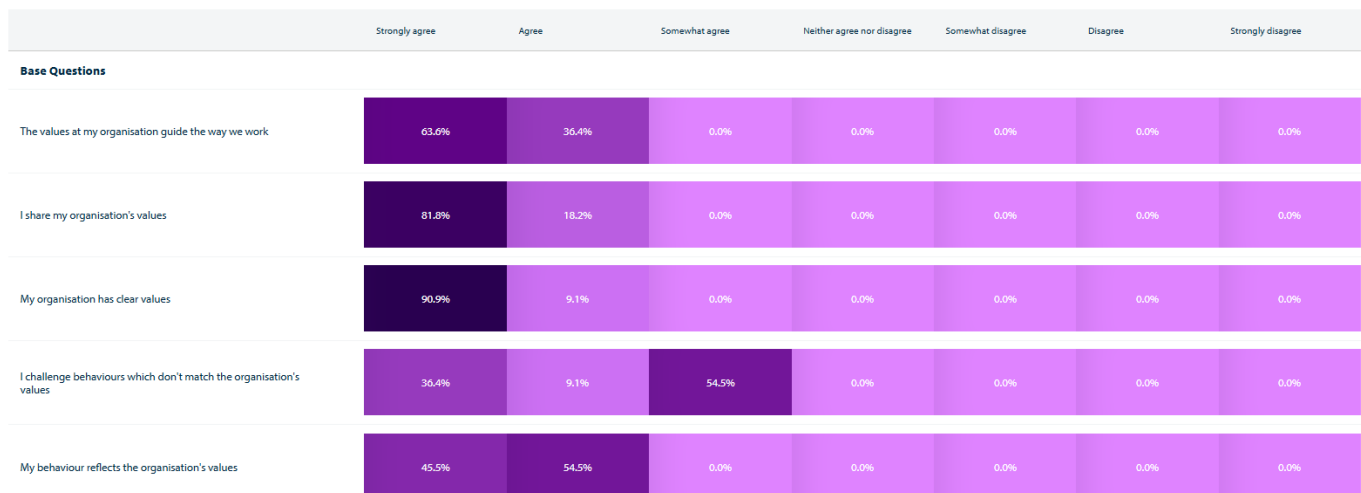 Strongly agree Agree Somewhat agree Neither agree nor disagree Somewhat disagree Disagree Strongly disagree
Base Questions
The values at my organisation guide the way we work 63.6% 36.4% 0.0% 0.0% 0.0% 0.0% 0.0%
I share my organisation's values 81.8% 18.2% 0.0% 0.0% 0.0% 0.0% 0.0%
My organisation has clear values 90.9% 9.1% 0.0% 0.0% 0.0% 0.0% 0.0%
I challenge behaviours which don't match the organisation's
values 36.4% 9.1% 54.5% 0.0% 0.0% 0.0% 0.0%
My behaviour reflects the organisation's values 45.5% 54.5% 0.0% 0.0% 0.0% 0.0% 0.0%